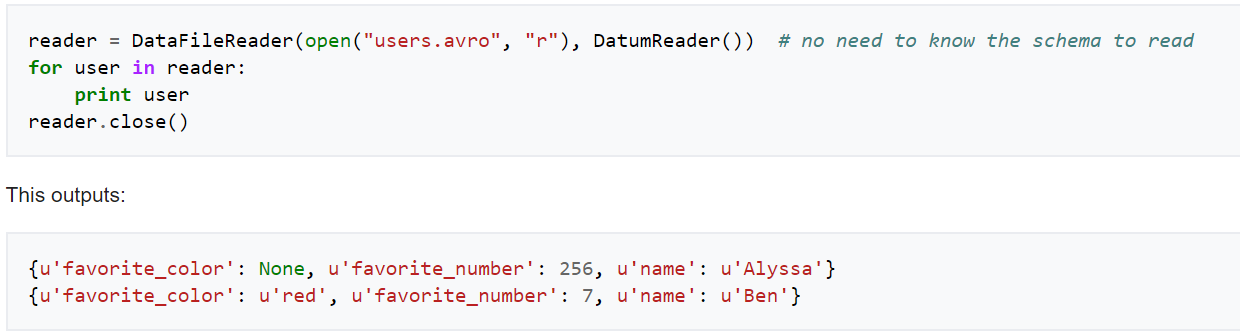 reader = DataFileReader(open("users.avro", "r"), DatumReader())  # no need to know the schema to read
for user in reader:
    print user
reader.close()
This outputs:
{u'favorite_color': None, u'favorite_number': 256, u'name': u'Alyssa'}
{u'favorite_color': u'red', u'favorite_number': 7, u'name': u'Ben'}